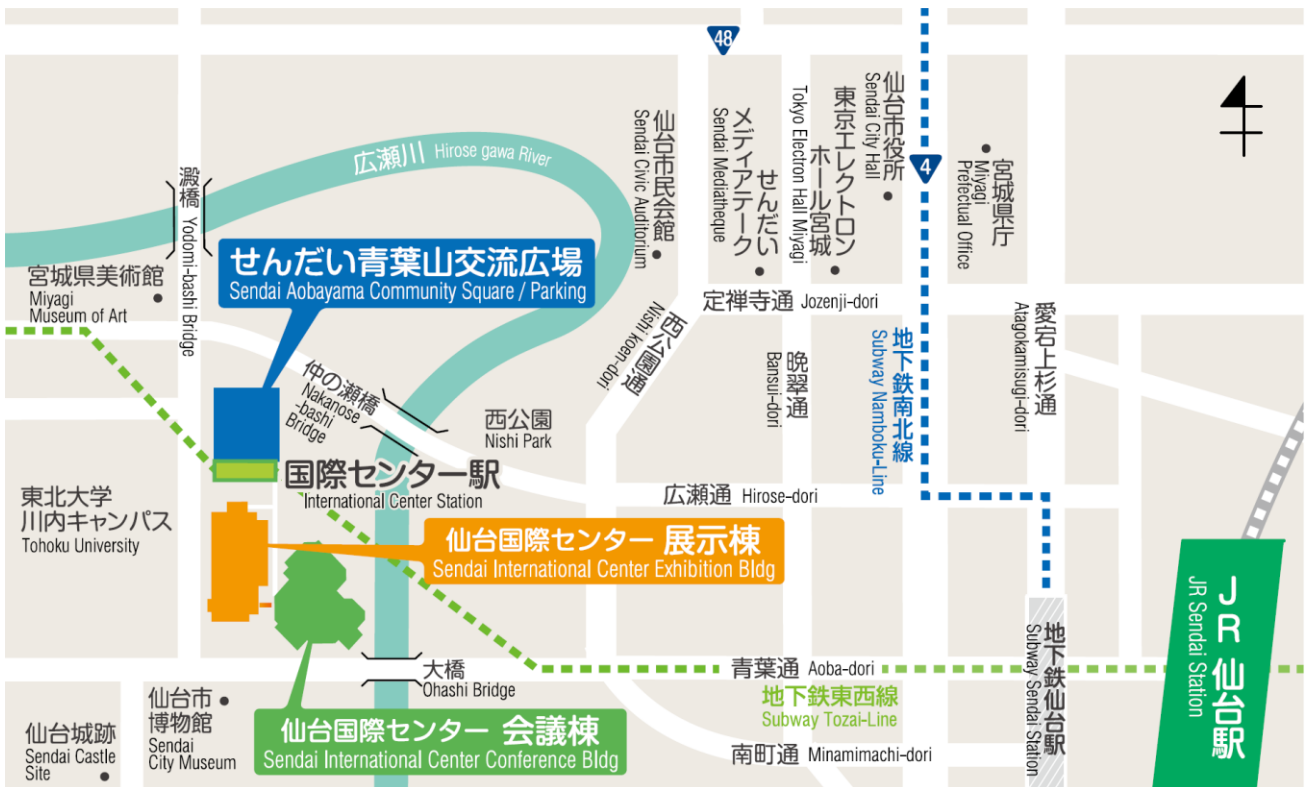 48
4
広瀬川 Hirose gawa River
澱橋 Yodomi-bashi Bridge
宮城県美術館
Miyagi
Museum of Art
せんだい青葉山交流広場
Sendai Aobayama Community Square / Parking
仙台市民会館
Sendai Civic Auditorium
せんだい
メディアテーク
Sendai Mediatheque
東京エレクトロン
ホール宮城
Tokyo Electron Hall Miyagi
仙台市役所
Sendai City Hall
宮城県庁
Miyagi
Prefectual Office
定禅寺通 Jozenji-dori
西公園通
Nishi koen-dori
晩翠通
Bansui-dori
地下鉄南北線
Subway Namboku-Line
愛宕上杉通
Atagokamisugi-dori
仲の瀬橋
Nakanose
-bashi
Bridge
西公園
Nishi Park
国際センター駅
International Center Station
広瀬通 Hirose-dori
東北大学
川内キャンパス
Tohoku University
仙台国際センター 展示棟
Sendai International Center Exhibition Bldg
JR 仙台駅
JR Sendai Station
地下鉄仙台駅
Subway Sendai Station
大橋
Ohashi Bridge
青葉通 Aoba-dori
地下鉄東西線
Subway Tozai-Line
仙台市
博物館
Sendai
City Museum
仙台城跡
Sendai Castle
Site
仙台国際センター 会議棟
Sendai International Center Conference Bldg
南町通 Minamimachi-dori